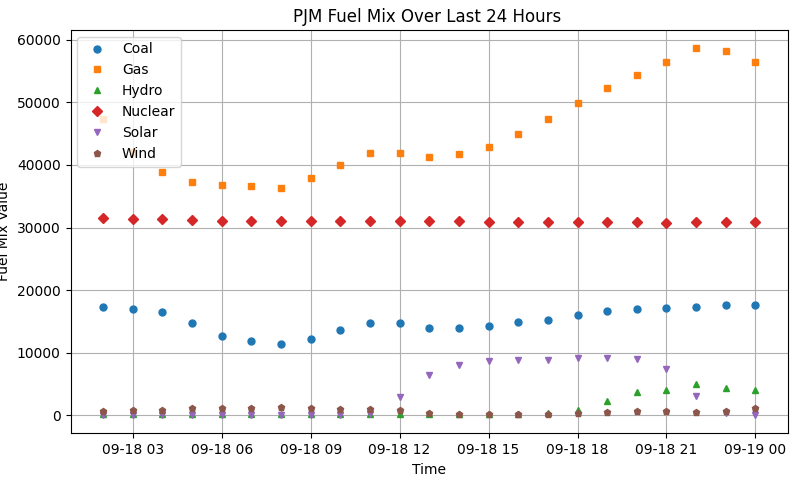 PJM Fuel Mix Over Last 24 Hours
60000
50000
40000
30000
20000
10000
0
Fuel Mix Value
Coal
Gas
Hydro
Nuclear
Solar
Wind
09-18 03 09-18 06 09-18 09 09-18 12 09-18 15 09-18 18 09-18 21 09-19 00
Time